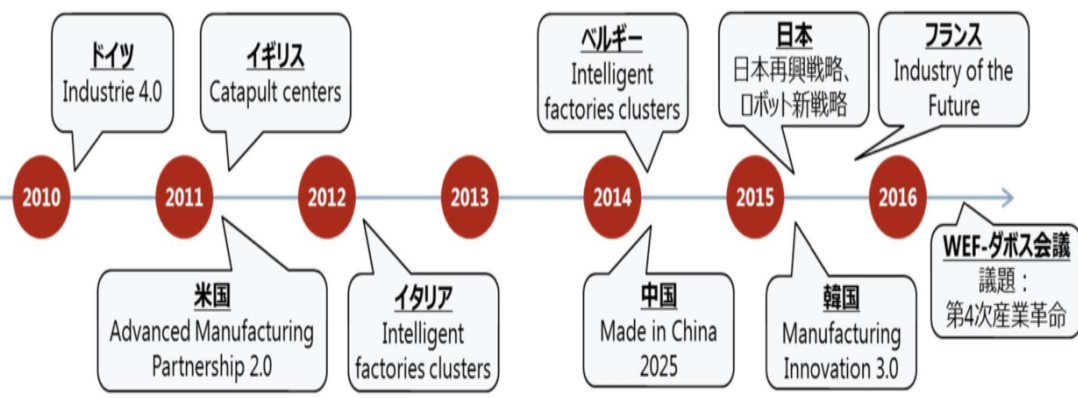 ドイツ
Industrie 4.0
イギリス
Catapult centers
ベルギー
Intelligent
factories clusters
日本
日本再興戦略、
ロボット新戦略
フランス
Industry of the
Future
2010
2011
2012
2013
2014
2015
2016
米国
Advanced Manufacturing
Partnership 2.0
イタリア
Intelligent
factories clusters
中国
Made in China
2025
韓国
Manufacturing
Innovation 3.0
WEF-ダボス会議
議題：
第4次産業革命